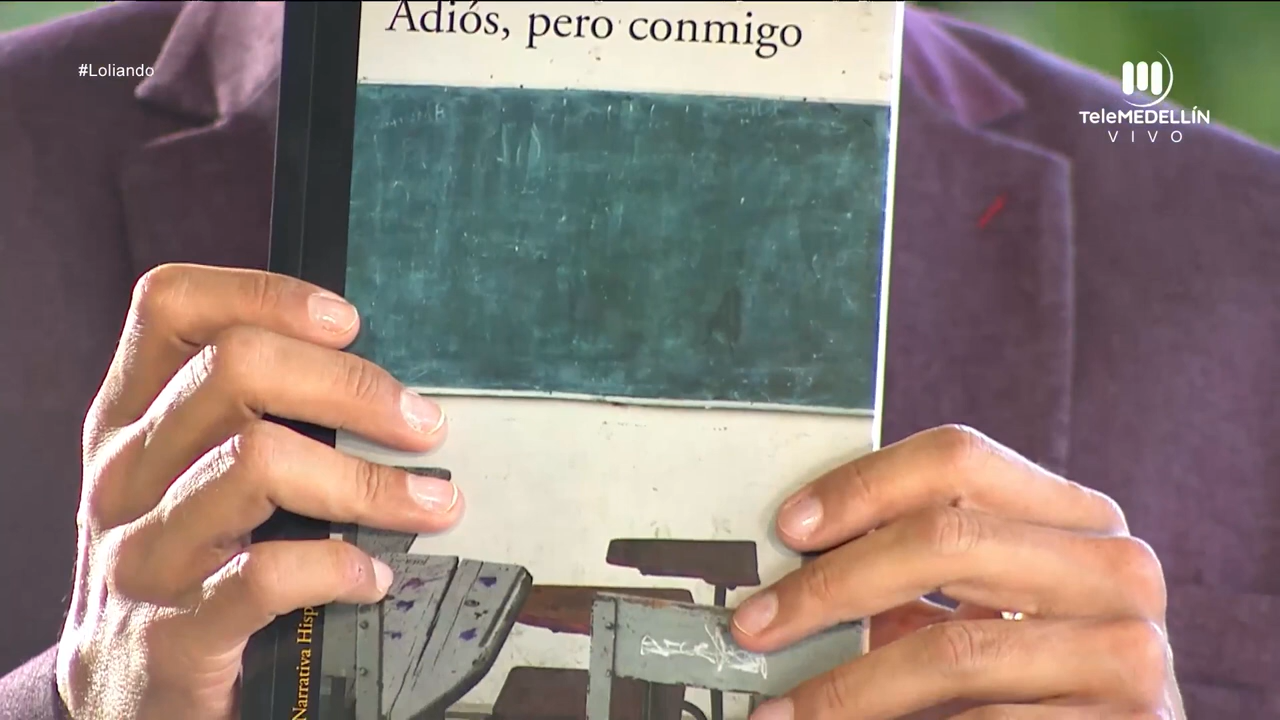 Adiós, pero conmigo
#Loliando
TeleMEDELLÍN
VIVO
Narrativa Hisp